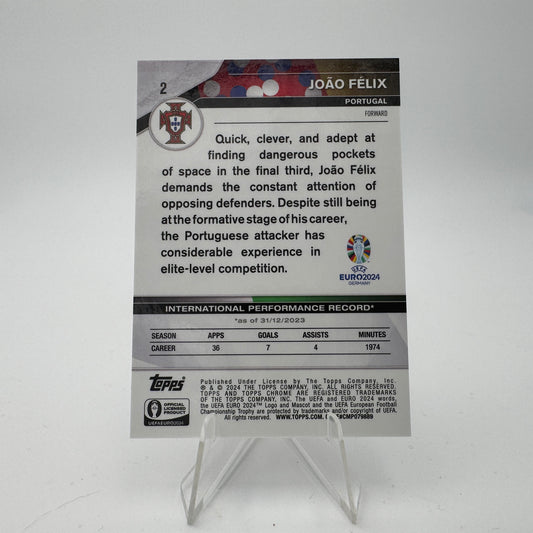 2
JOÃO FÉLIX
PORTUGAL
FORWARD
Quick, clever, and adept at
finding dangerous pockets
of space in the final third, João Félix
demands the constant attention of
opposing defenders. Despite still being
at the formative stage of his career,
the Portuguese attacker has
considerable experience in
elite-level competition.
UEFA
EURO2024
GERMANY
INTERNATIONAL PERFORMANCE RECORD*
*as of 31/12/2023
SEASON APPS GOALS ASSISTS MINUTES
CAREER 36 7 4 1974
Topps
OFFICIAL
LICENSED
PRODUCT
UEFA EURO2024
Published Under License by The Topps Company, Inc.
® & © 2024 THE TOPPS COMPANY, INC. ALL RIGHTS RESERVED.
TOPPS AND TOPPS CHROME ARE REGISTERED TRADEMARKS
OF THE TOPPS COMPANY, INC. The UEFA and EURO 2024 words,
the UEFA EURO 2024™ Logo and Mascot and the UEFA European Football
Championship Trophy are protected by trademarks and/or copyright of UEFA.
All rights reserved. WWW.TOPPS.COM. #CMP079889